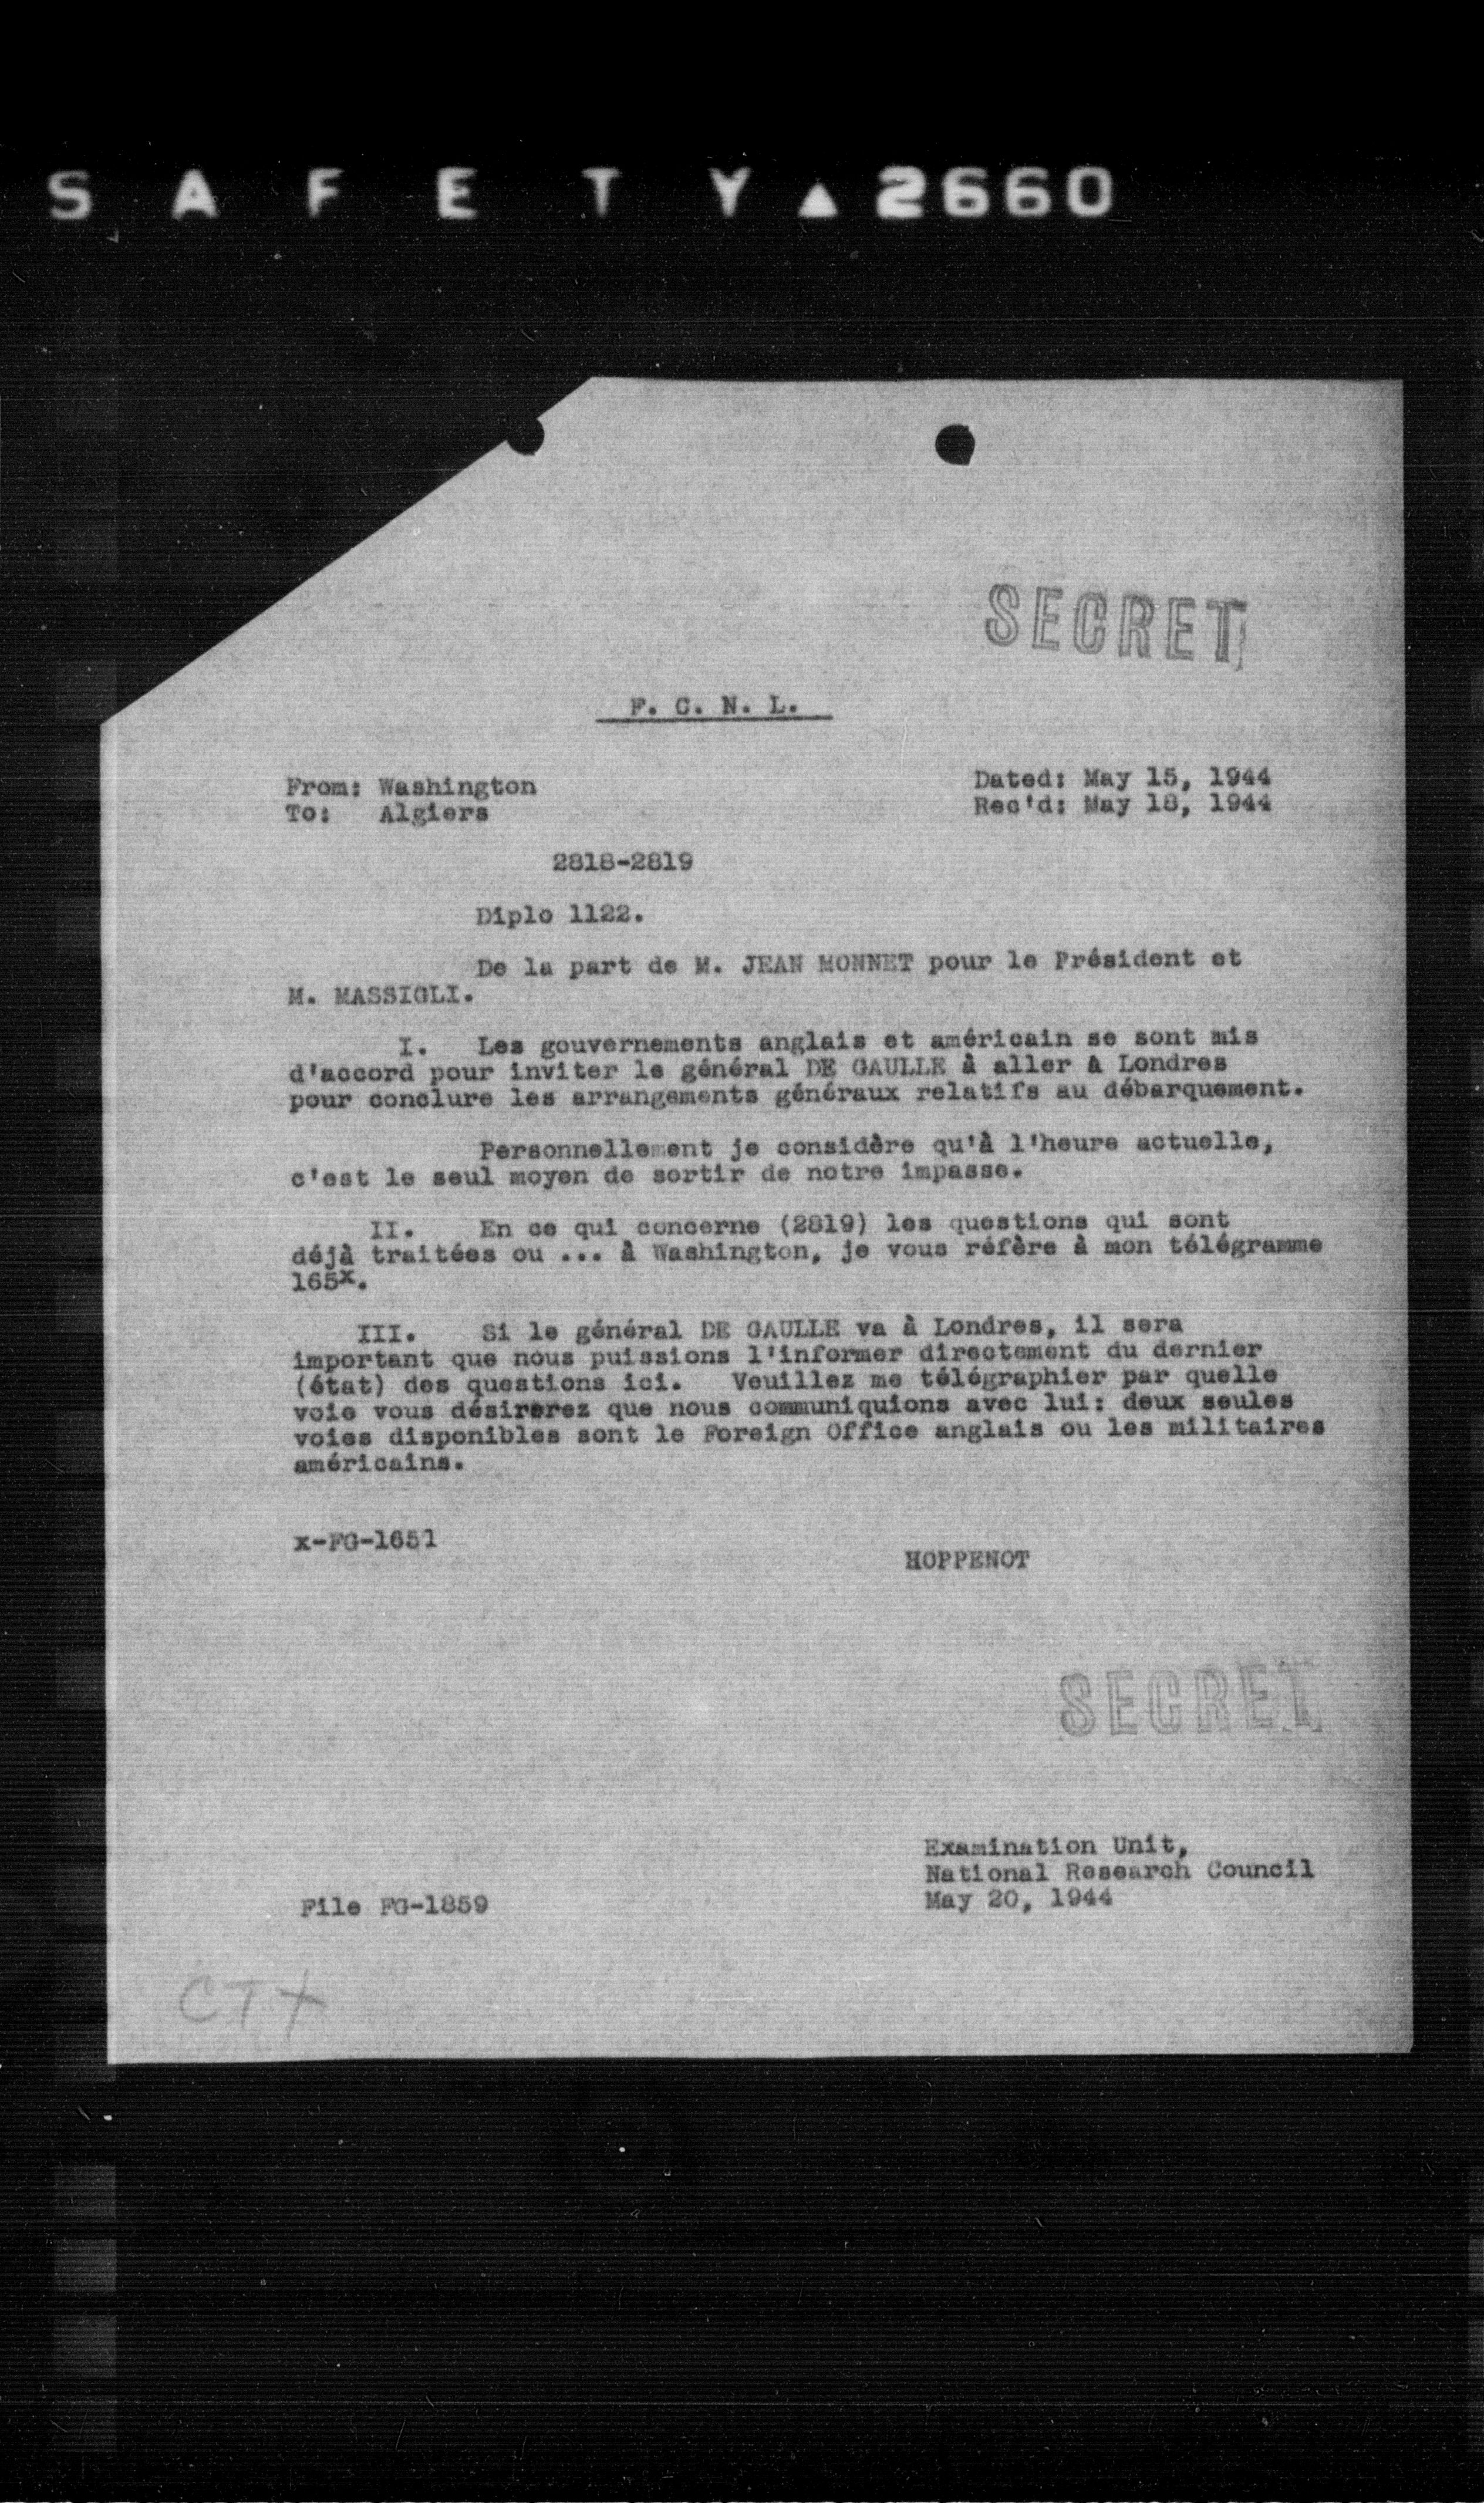 SAFETY▲2660
SECRET
F. C. N. L.
From: Washington
To: Algiers
Dated: May 15, 1944
Rec'd: May 18, 1944
2818-2819
Diplo 1122.
De la part de M. JEAN MONNET pour le Président et
M. MASSIGLI.
I. Les gouvernements anglais et américain se sont mis
d'accord pour inviter le général DE GAULLE à aller à Londres
pour conclure les arrangements généraux relatifs au débarquement.
Personnellement je considère qu'à l'heure actuelle,
c'est le seul moyen de sortir de notre impasse.
II. En ce qui concerne (2819) les questions qui sont
déjà traitées ou ... à Washington, je vous réfère à mon télégramme
165x.
III. Si le général DE GAULLE va à Londres, il sera
important que nous puissions l'informer directement du dernier
(état) des questions ici. Veuillez me télégraphier par quelle
voie vous désirerez que nous communiquions avec lui: deux seules
voies disponibles sont le Foreign Office anglais ou les militaires
américains.
x-FG-1651
HOPPENOT
SECRET
Examination Unit,
National Research Council
May 20, 1944
File FG-1859
CTX